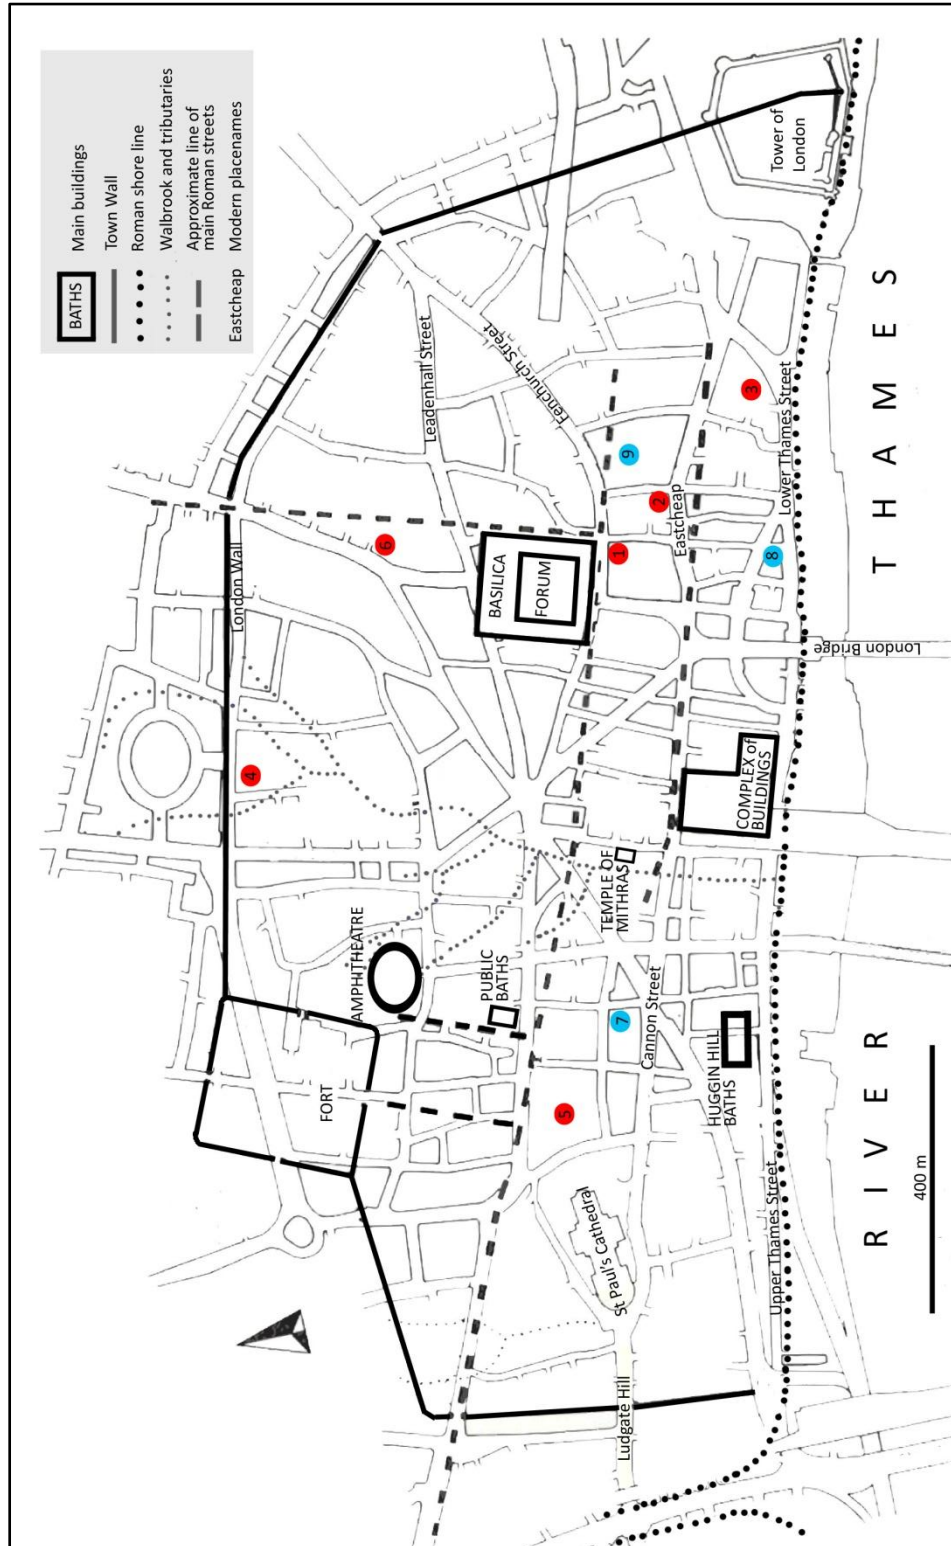 BATHS
Main buildings
Town Wall
Roman shore line
Walbrook and tributaries
Approximate line of
main Roman streets
Eastcheap
Modern placenames
London Wall
4
FORT
AMPHITHEATRE
6
Leadenhall Street
PUBLIC
BATHS
BASILICA
FORUM
Fenchurch Street
5
7
1
9
2
Eastcheap
St Paul's Cathedral
Ludgate Hill
Cannon Street
TEMPLE OF
MITHRAS
HUGGIN HILL
BATHS
COMPLEX of
BUILDINGS
8
3
Tower of
London
Upper Thames Street
Lower Thames Street
London Bridge
RIVER THAMES
400 m